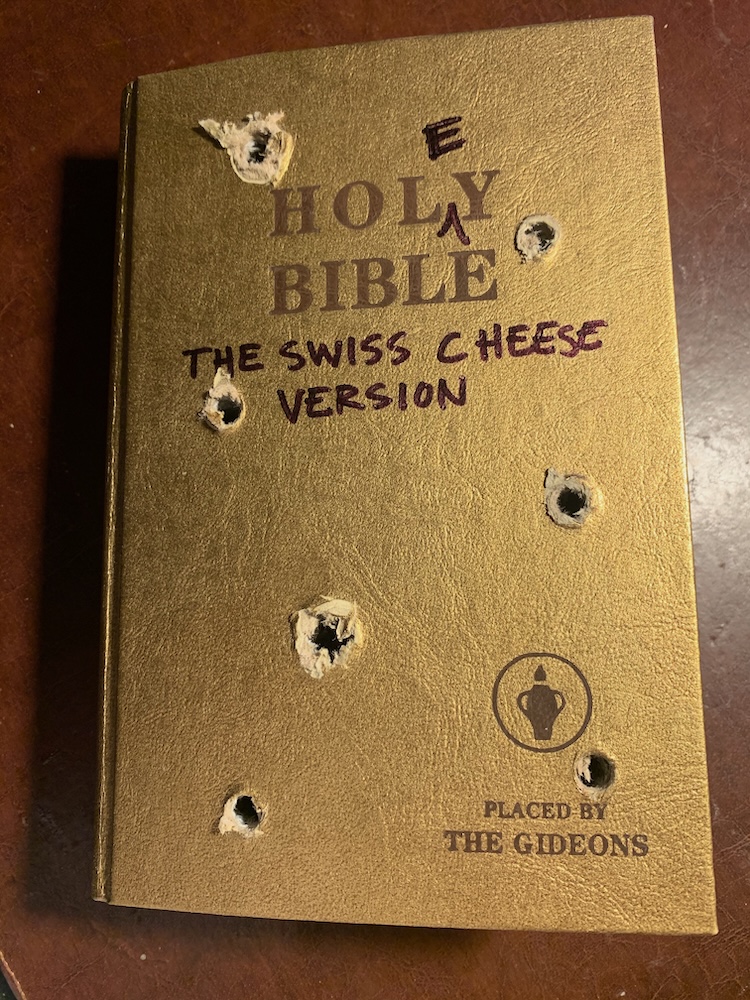 E
HOLY
BIBLE
THE SWISS CHEESE
VERSION
PLACED BY
THE GIDEONS